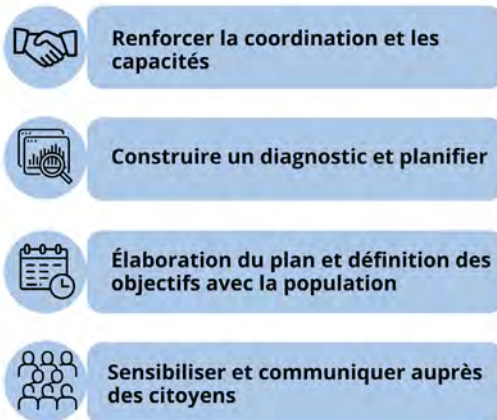 Renforcer la coordination et les
capacités
Construire un diagnostic et planifier
Élaboration du plan et définition des
objectifs avec la population
Sensibiliser et communiquer auprès
des citoyens